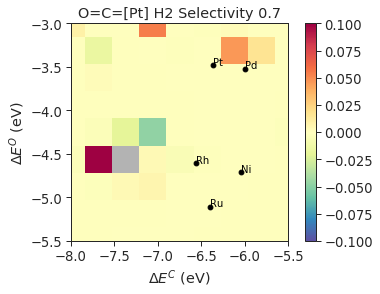 O=C=[Pt] H2 Selectivity 0.7
ΔE^O (eV)
−3.0
−3.5
−4.0
−4.5
−5.0
−5.5
Pt
Pd
Rh
Ni
Ru
−8.0 −7.5 −7.0 −6.5 −6.0 −5.5
ΔE^C (eV)
0.100
0.075
0.050
0.025
0.000
−0.025
−0.050
−0.075
−0.100